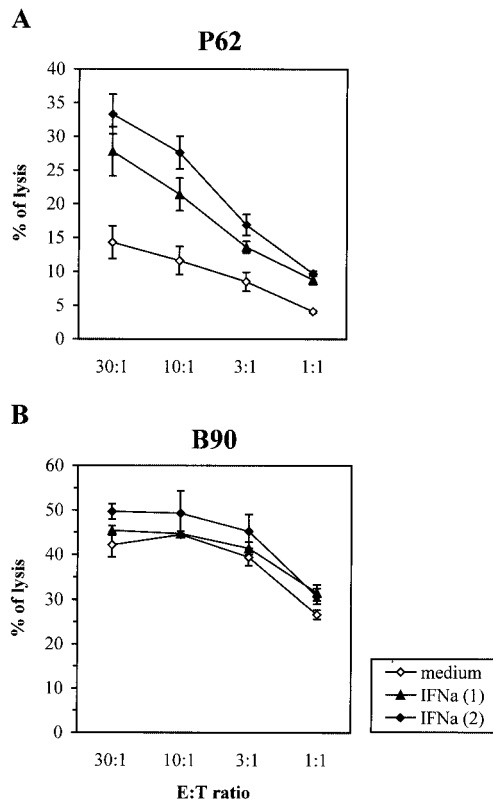 A
P62
40
35
30
25
20
15
10
5
0
% of lysis
30:1 10:1 3:1 1:1
B
B90
60
50
40
30
20
10
0
% of lysis
30:1 10:1 3:1 1:1
E:T ratio
medium
IFNa (1)
IFNa (2)